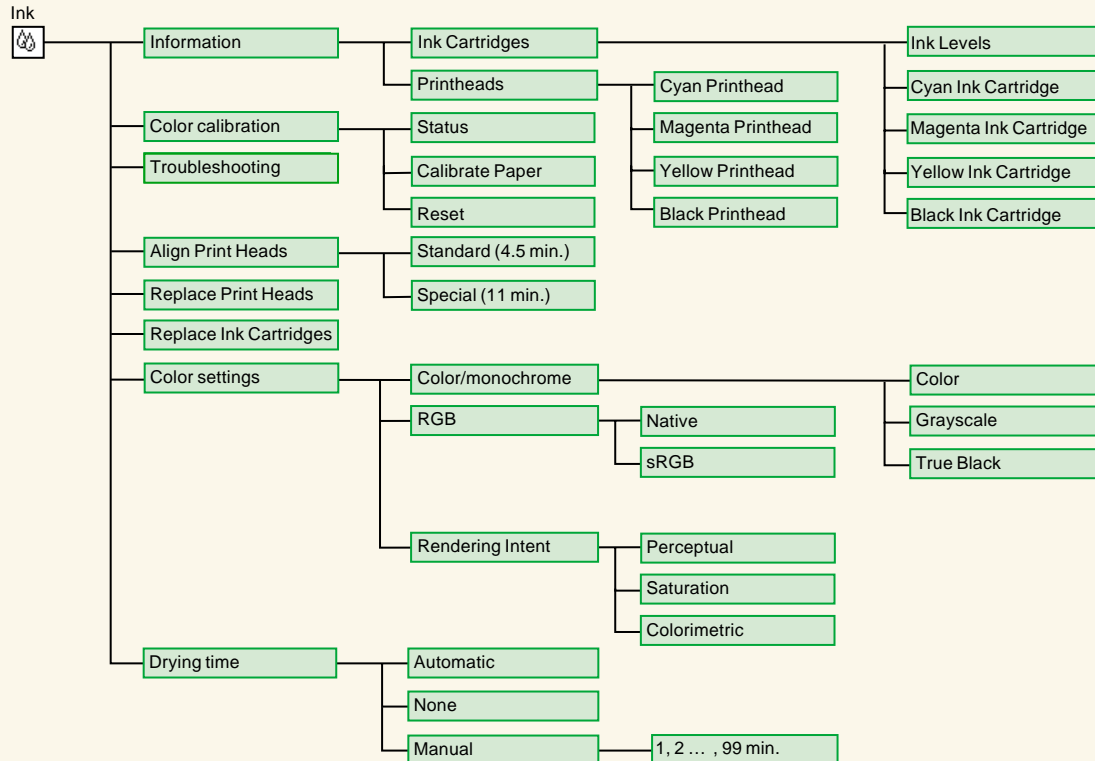 Ink
Information
Ink Cartridges
Ink Levels
Printheads
Cyan Printhead
Cyan Ink Cartridge
Color calibration
Status
Magenta Printhead
Magenta Ink Cartridge
Troubleshooting
Calibrate Paper
Yellow Printhead
Yellow Ink Cartridge
Reset
Black Printhead
Black Ink Cartridge
Align Print Heads
Standard (4.5 min.)
Replace Print Heads
Special (11 min.)
Replace Ink Cartridges
Color settings
Color/monochrome
Color
RGB
Native
Grayscale
sRGB
True Black
Rendering Intent
Perceptual
Saturation
Colorimetric
Drying time
Automatic
None
Manual
1, 2 ... , 99 min.